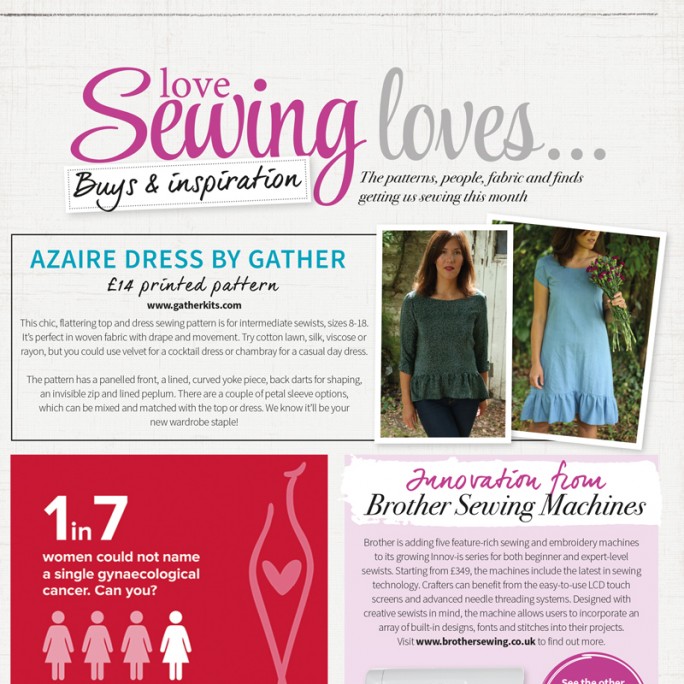 love
Sewing loves...
Buys & inspiration
The patterns, people, fabric and finds
getting us sewing this month
AZAIRE DRESS BY GATHER
£14 printed pattern
www.gatherkits.com
This chic, flattering top and dress sewing pattern is for intermediate sewists, sizes 8-18.
It's perfect in woven fabric with drape and movement. Try cotton lawn, silk, viscose or
rayon, but you could use velvet for a cocktail dress or chambray for a casual day dress.
The pattern has a panelled front, a lined, curved yoke piece, back darts for shaping,
an invisible zip and lined peplum. There are a couple of petal sleeve options,
which can be mixed and matched with the top or dress. We know it'll be your
new wardrobe staple!
1 in 7
women could not name
a single gynaecological
cancer. Can you?
Innovation from
Brother Sewing Machines
Brother is adding five feature-rich sewing and embroidery machines
to its growing Innov-is series for both beginner and expert-level
sewists. Starting from £349, the machines include the latest in sewing
technology. Crafters can benefit from the easy-to-use LCD touch
screens and advanced needle threading systems. Designed with
creative sewists in mind, the machine allows users to incorporate an
array of built-in designs, fonts and stitches into their projects.
Visit www.brothersewing.co.uk to find out more.
See the other